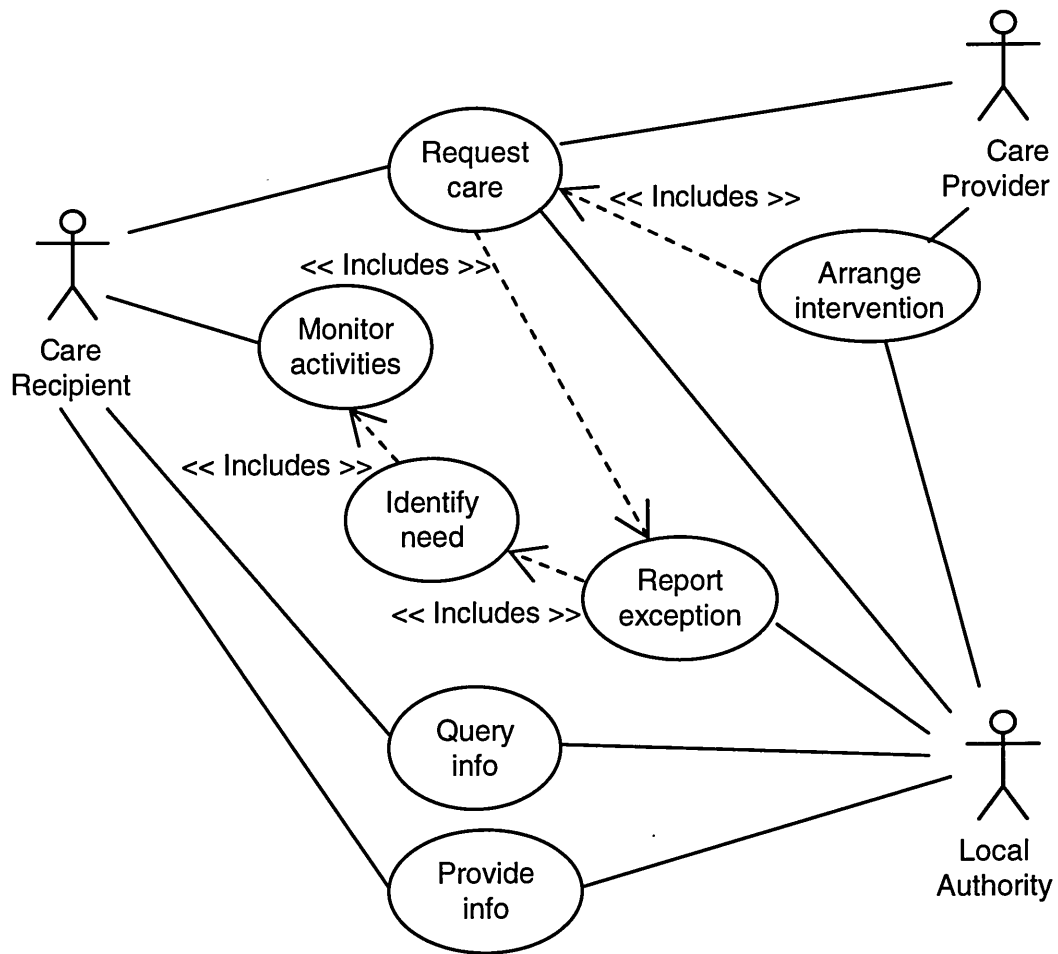 Request
care
Care
Provider
<< Includes >>
<< Includes >>
Arrange
intervention
Monitor
activities
Care
Recipient
<< Includes >>
Identify
need
Report
exception
<< Includes >>
Query
info
Local
Authority
Provide
info